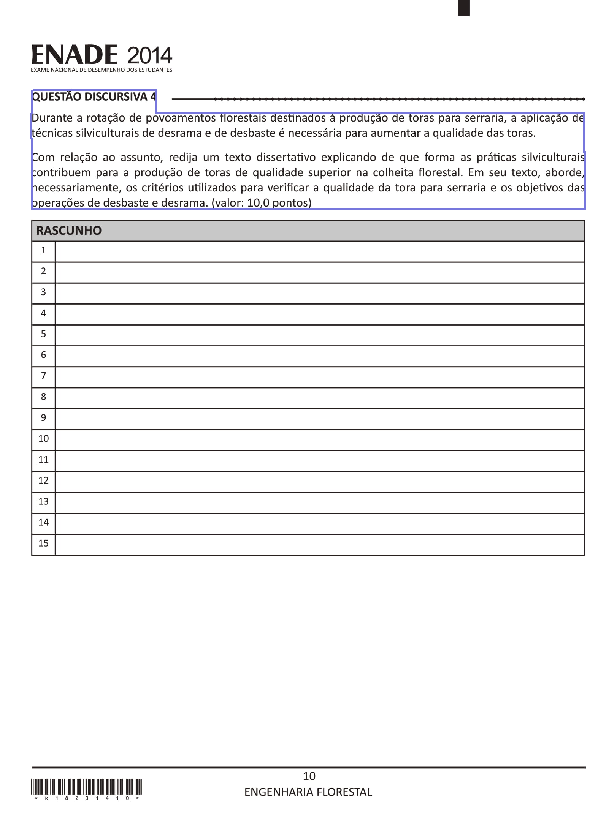 ENADE 2014
EXAME NACIONAL DE DESEMPENHO DOS ESTUDANTES
QUESTÃO DISCURSIVA 4
Durante a rotação de povoamentos florestais destinados à produção de toras para serraria, a aplicação de
técnicas silviculturais de desrama e de desbaste é necessária para aumentar a qualidade das toras.
Com relação ao assunto, redija um texto dissertativo explicando de que forma as práticas silviculturais
contribuem para a produção de toras de qualidade superior na colheita florestal. Em seu texto, aborde,
necessariamente, os critérios utilizados para verificar a qualidade da tora para serraria e os objetivos das
operações de desbaste e desrama. (valor: 10,0 pontos)
RASCUNHO
1
2
3
4
5
6
7
8
9
10
11
12
13
14
15
10
ENGENHARIA FLORESTAL